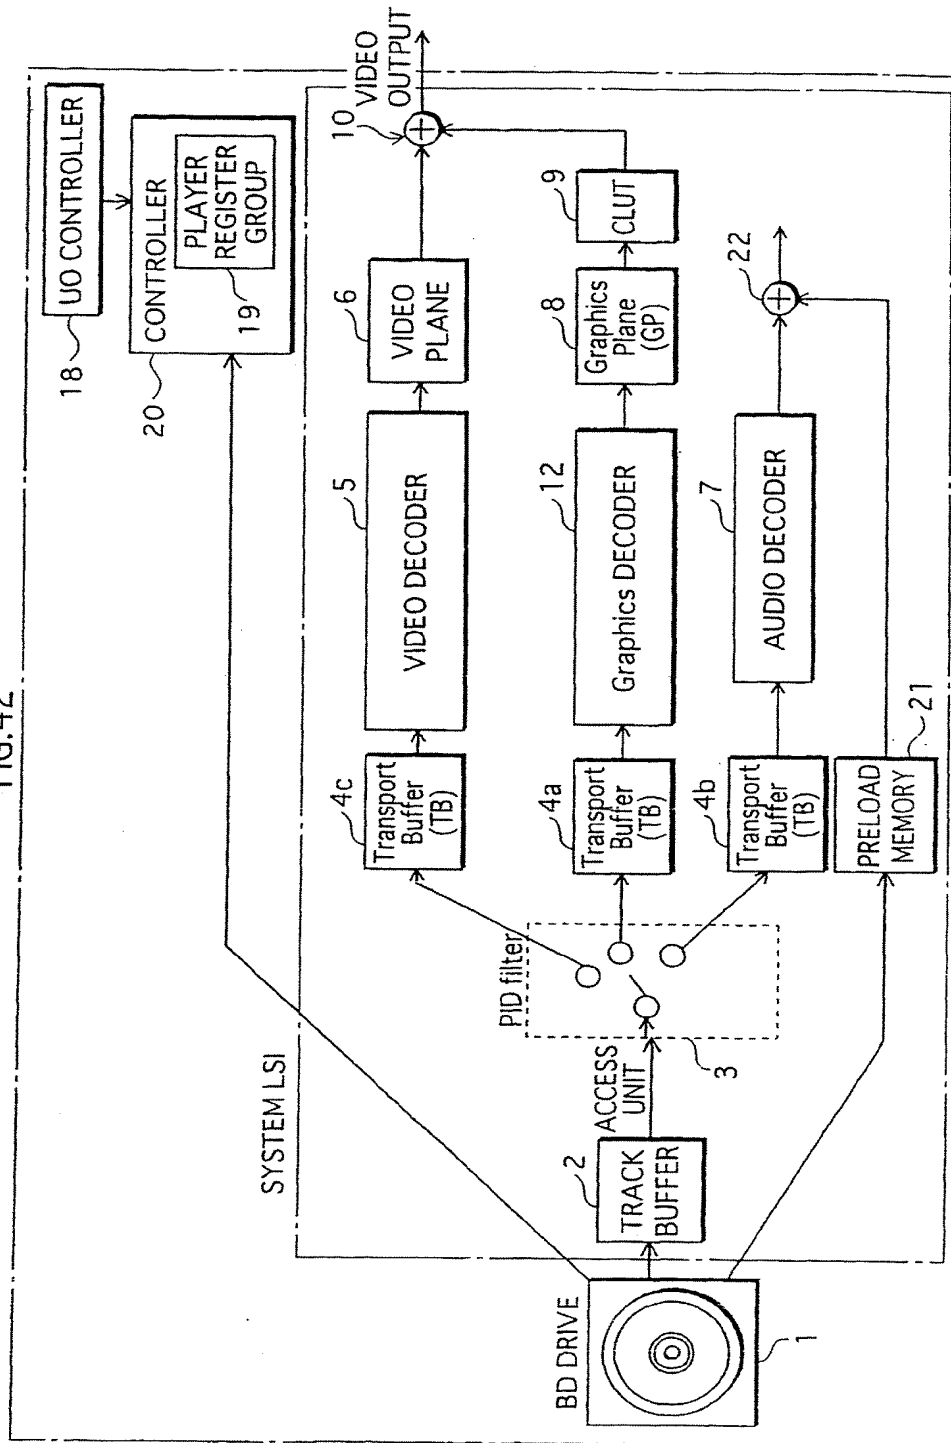 FIG.42
18
UO CONTROLLER
20
CONTROLLER
19
PLAYER
REGISTER
GROUP
SYSTEM LSI
BD DRIVE
1
2
TRACK
BUFFER
ACCESS
UNIT
3
PID filter
4c
Transport
Buffer
(TB)
5
VIDEO DECODER
6
VIDEO
PLANE
10
VIDEO
OUTPUT
4a
Transport
Buffer
(TB)
12
Graphics DECODER
8
Graphics
Plane
(GP)
9
CLUT
4b
Transport
Buffer
(TB)
7
AUDIO DECODER
22
PRELOAD
MEMORY
21